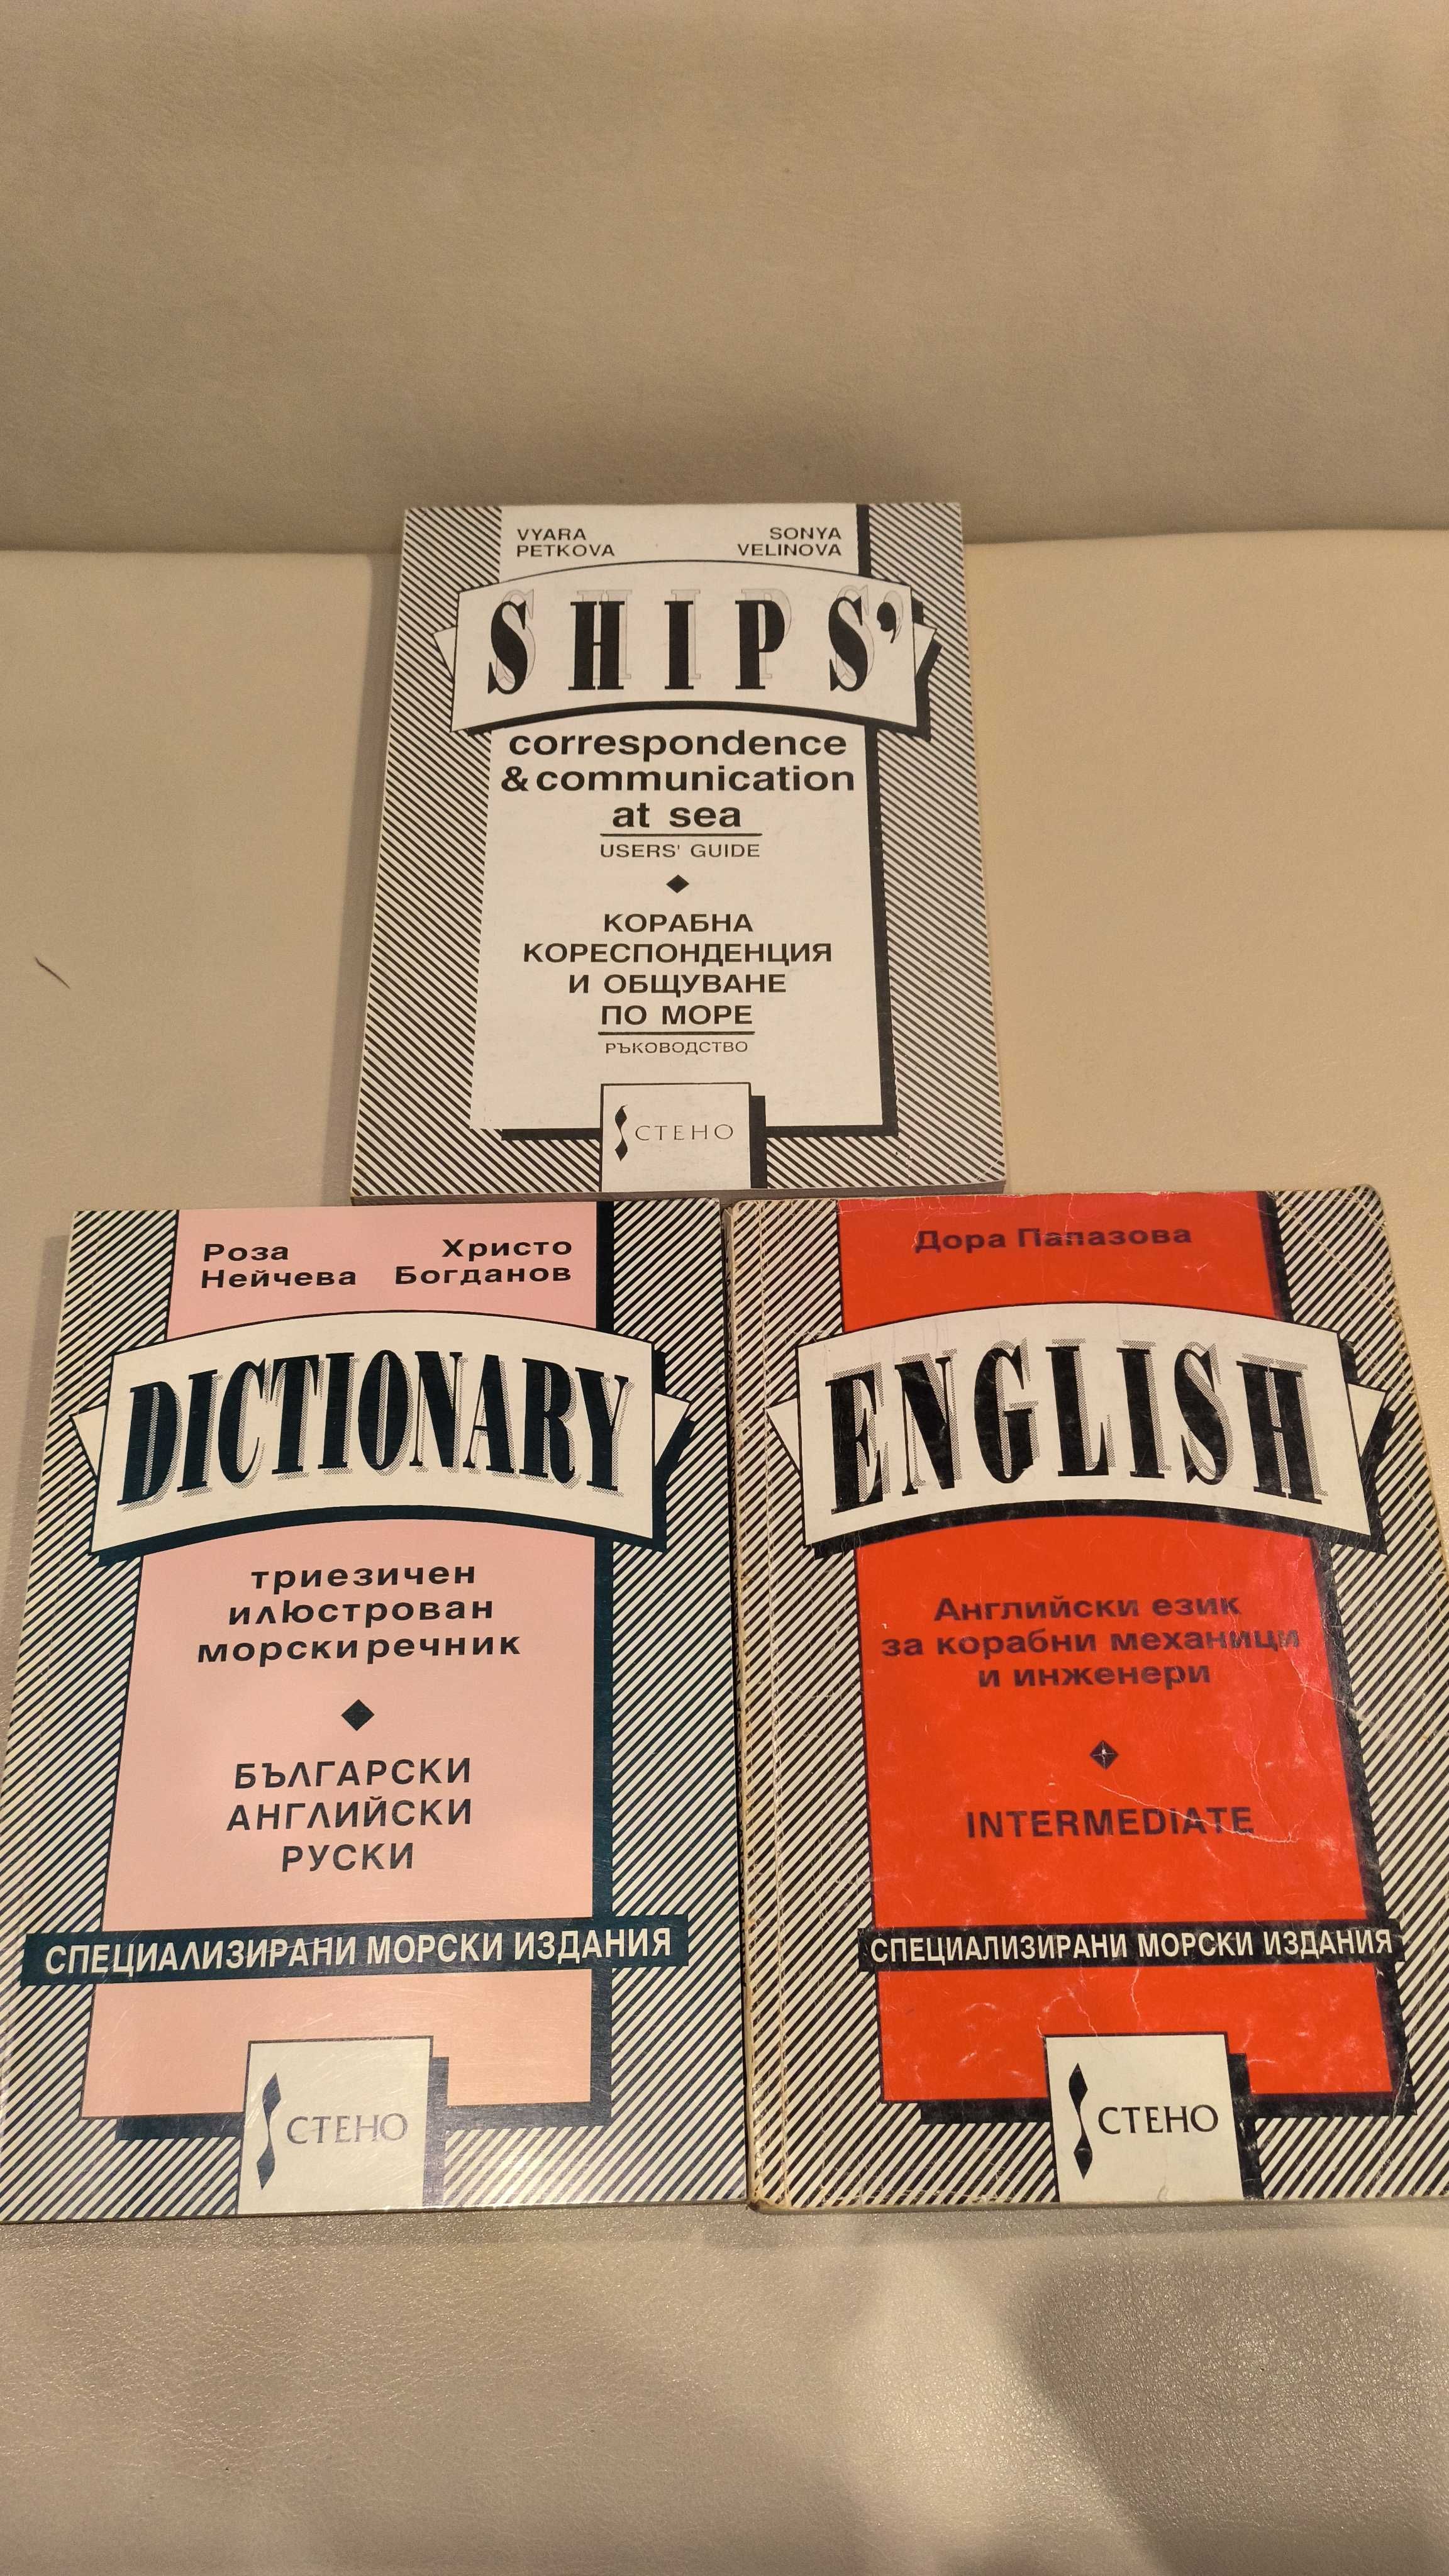 VYARA
PETKOVA
SONYA
VELINOVA
SHIPS'
correspondence
& communication
at sea
USERS' GUIDE
КОРАБНА
КОРЕСПОНДЕНЦИЯ
И ОБЩУВАНЕ
ПО МОРЕ
РЪКОВОДСТВО
СТЕНО
Роза
Нейчева
Христо
Богданов
DICTIONARY
триезичен
илюстрован
морски речник
БЪЛГАРСКИ
АНГЛИЙСКИ
РУСКИ
СПЕЦИАЛИЗИРАНИ МОРСКИ ИЗДАНИЯ
СТЕНО
Дора Папазова
ENGLISH
Английски език
за корабни механици
и инженери
INTERMEDIATE
СПЕЦИАЛИЗИРАНИ МОРСКИ ИЗДАНИЯ
СТЕНО